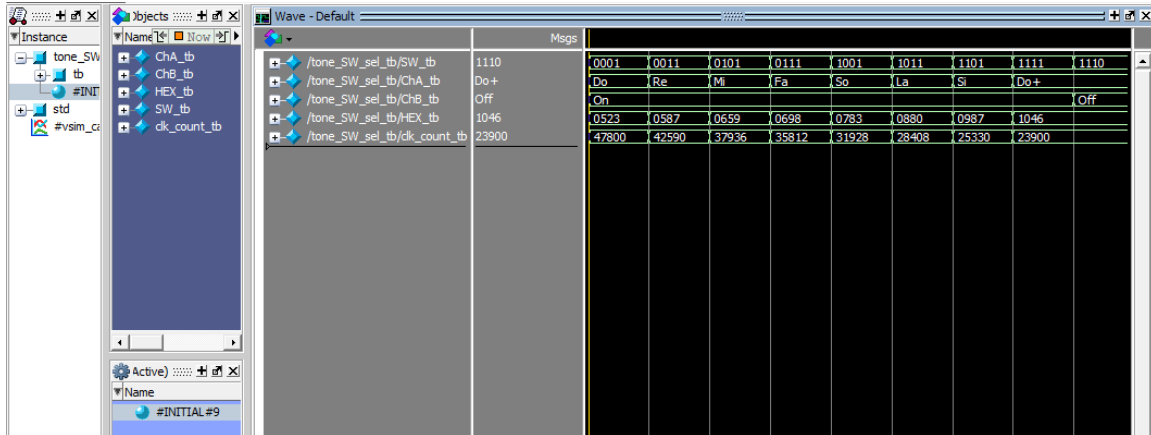 Objects
Wave - Default
Instance
Name
Now
Msgs
tone_SW
tb
#INIT
std
#vsim_ca
ChA_tb
ChB_tb
HEX_tb
SW_tb
clk_count_tb
/tone_SW_sel_tb/SW_tb 1110 0001 0011 0101 0111 1001 1011 1101 1111 1110
/tone_SW_sel_tb/ChA_tb Do+ Do Re Mi Fa So La Si Do+
/tone_SW_sel_tb/ChB_tb Off On Off
/tone_SW_sel_tb/HEX_tb 1046 0523 0587 0659 0698 0783 0880 0987 1046
/tone_SW_sel_tb/clk_count_tb 23900 47800 42590 37936 35812 31928 28408 25330 23900
Active)
Name
#INITIAL#9